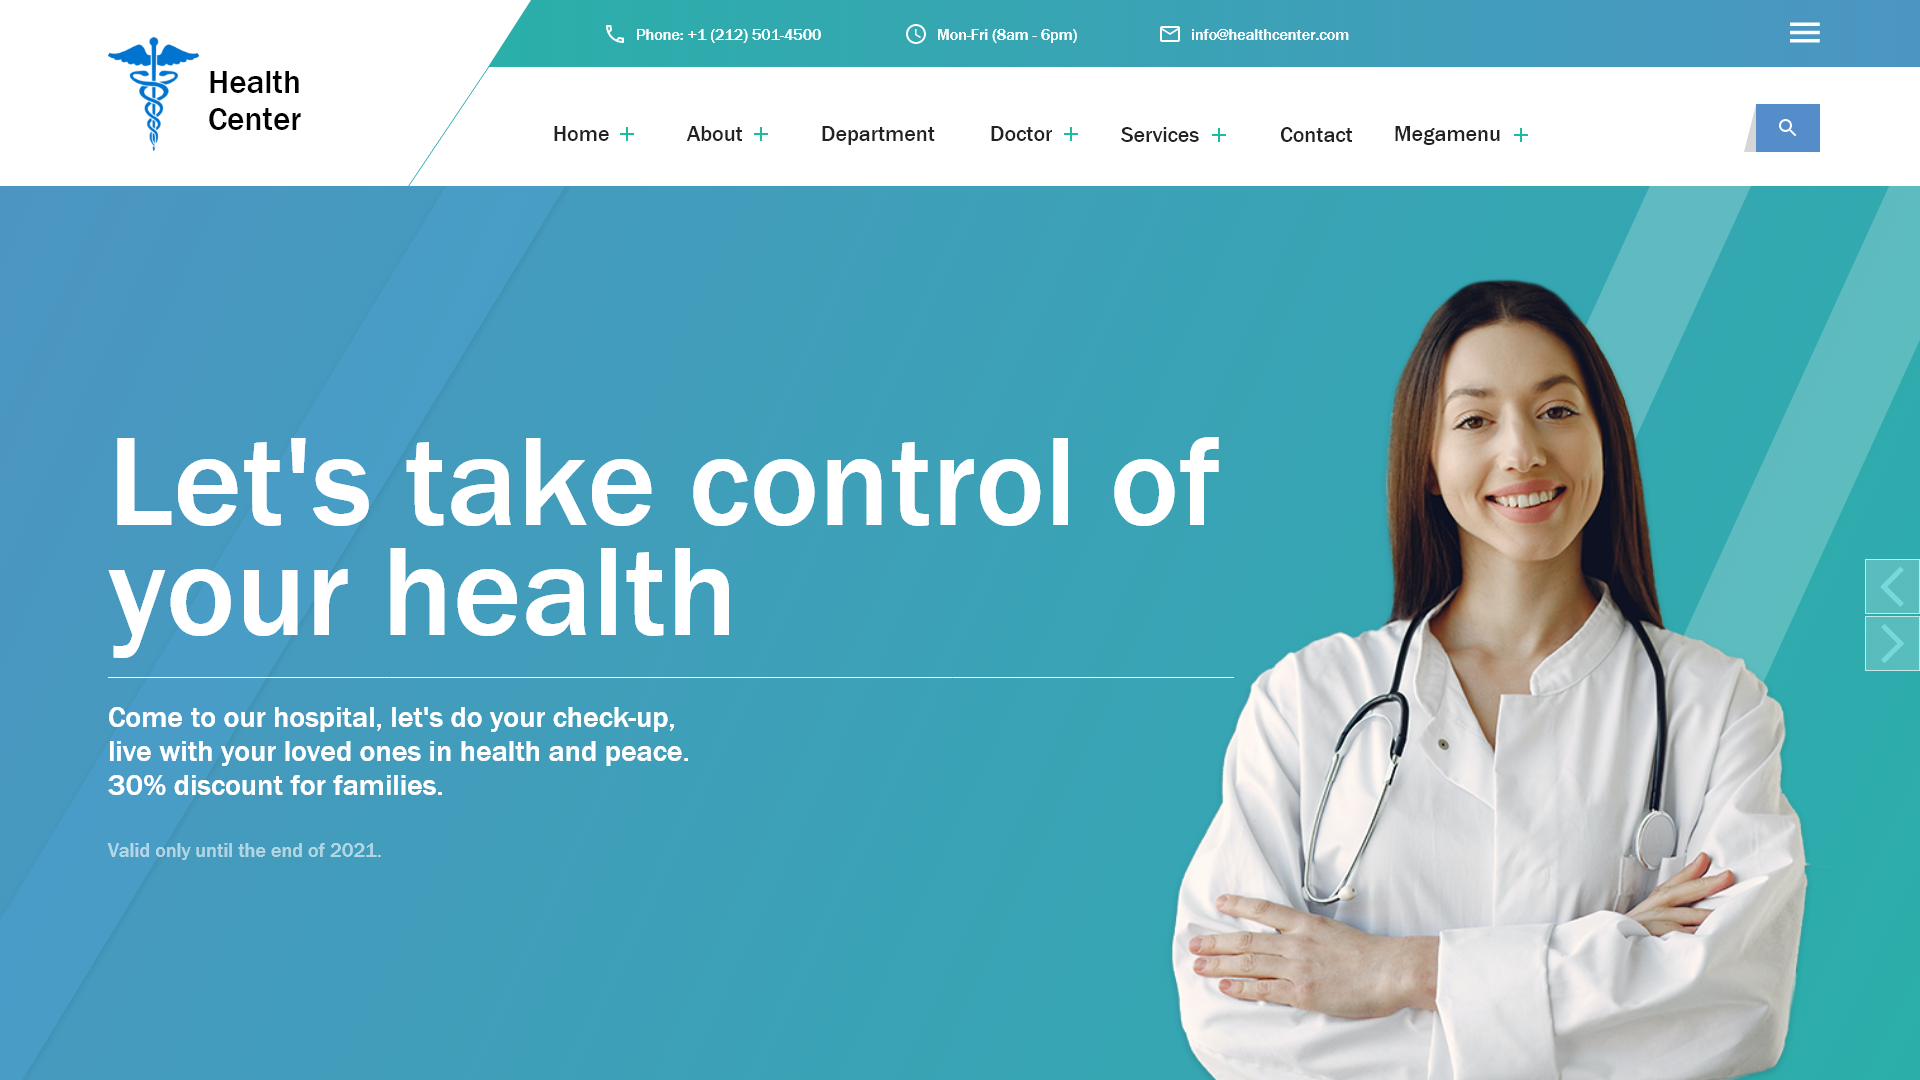 Health
Center
Phone: +1 (212) 501-4500
Mon-Fri (8am - 6pm)
info@healthcenter.com
Home
About
Department
Doctor
Services
Contact
Megamenu
Let's take control of
your health
Come to our hospital, let's do your check-up,
live with your loved ones in health and peace.
30% discount for families.
Valid only until the end of 2021.